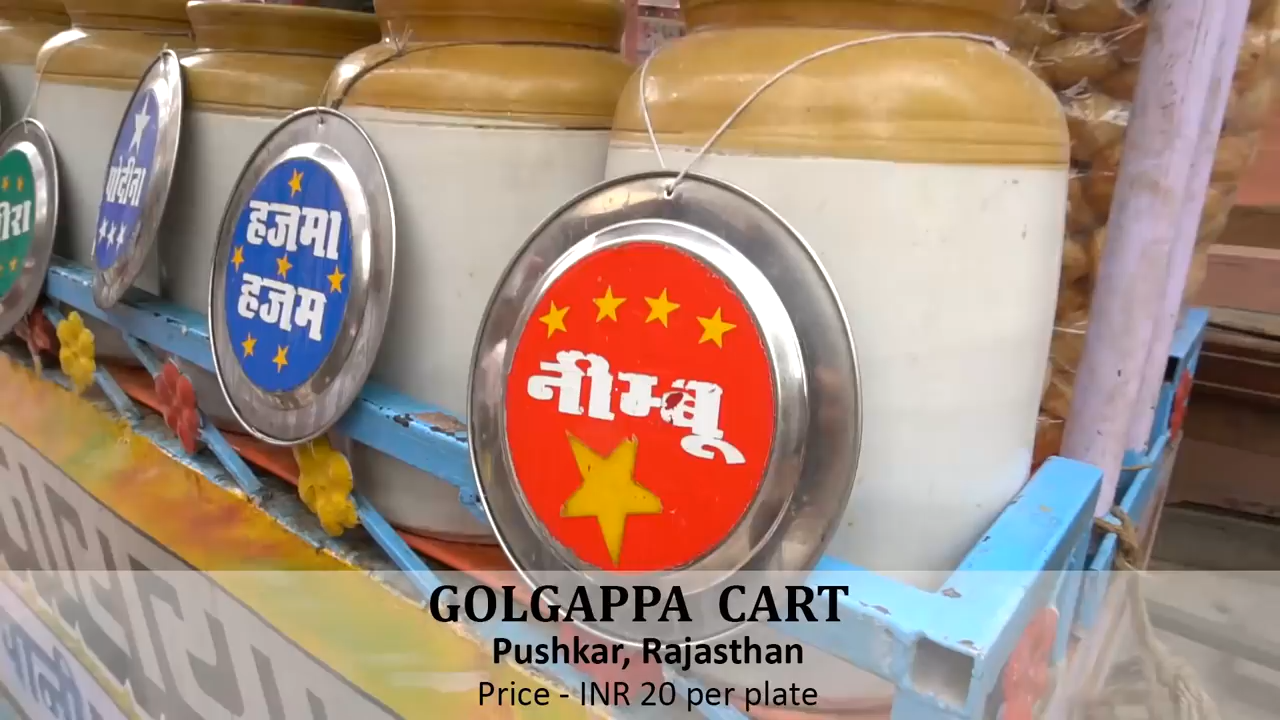 पोदीना
हजमा
हजम
नीम्बू
GOLGAPPA CART
Pushkar, Rajasthan
Price - INR 20 per plate